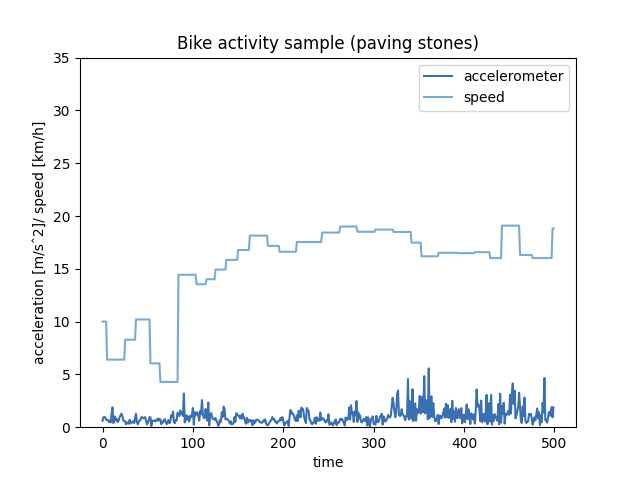 Bike activity sample (paving stones)
accelerometer
speed
35
30
25
20
15
10
5
0
acceleration [m/s^2]/ speed [km/h]
0 100 200 300 400 500
time